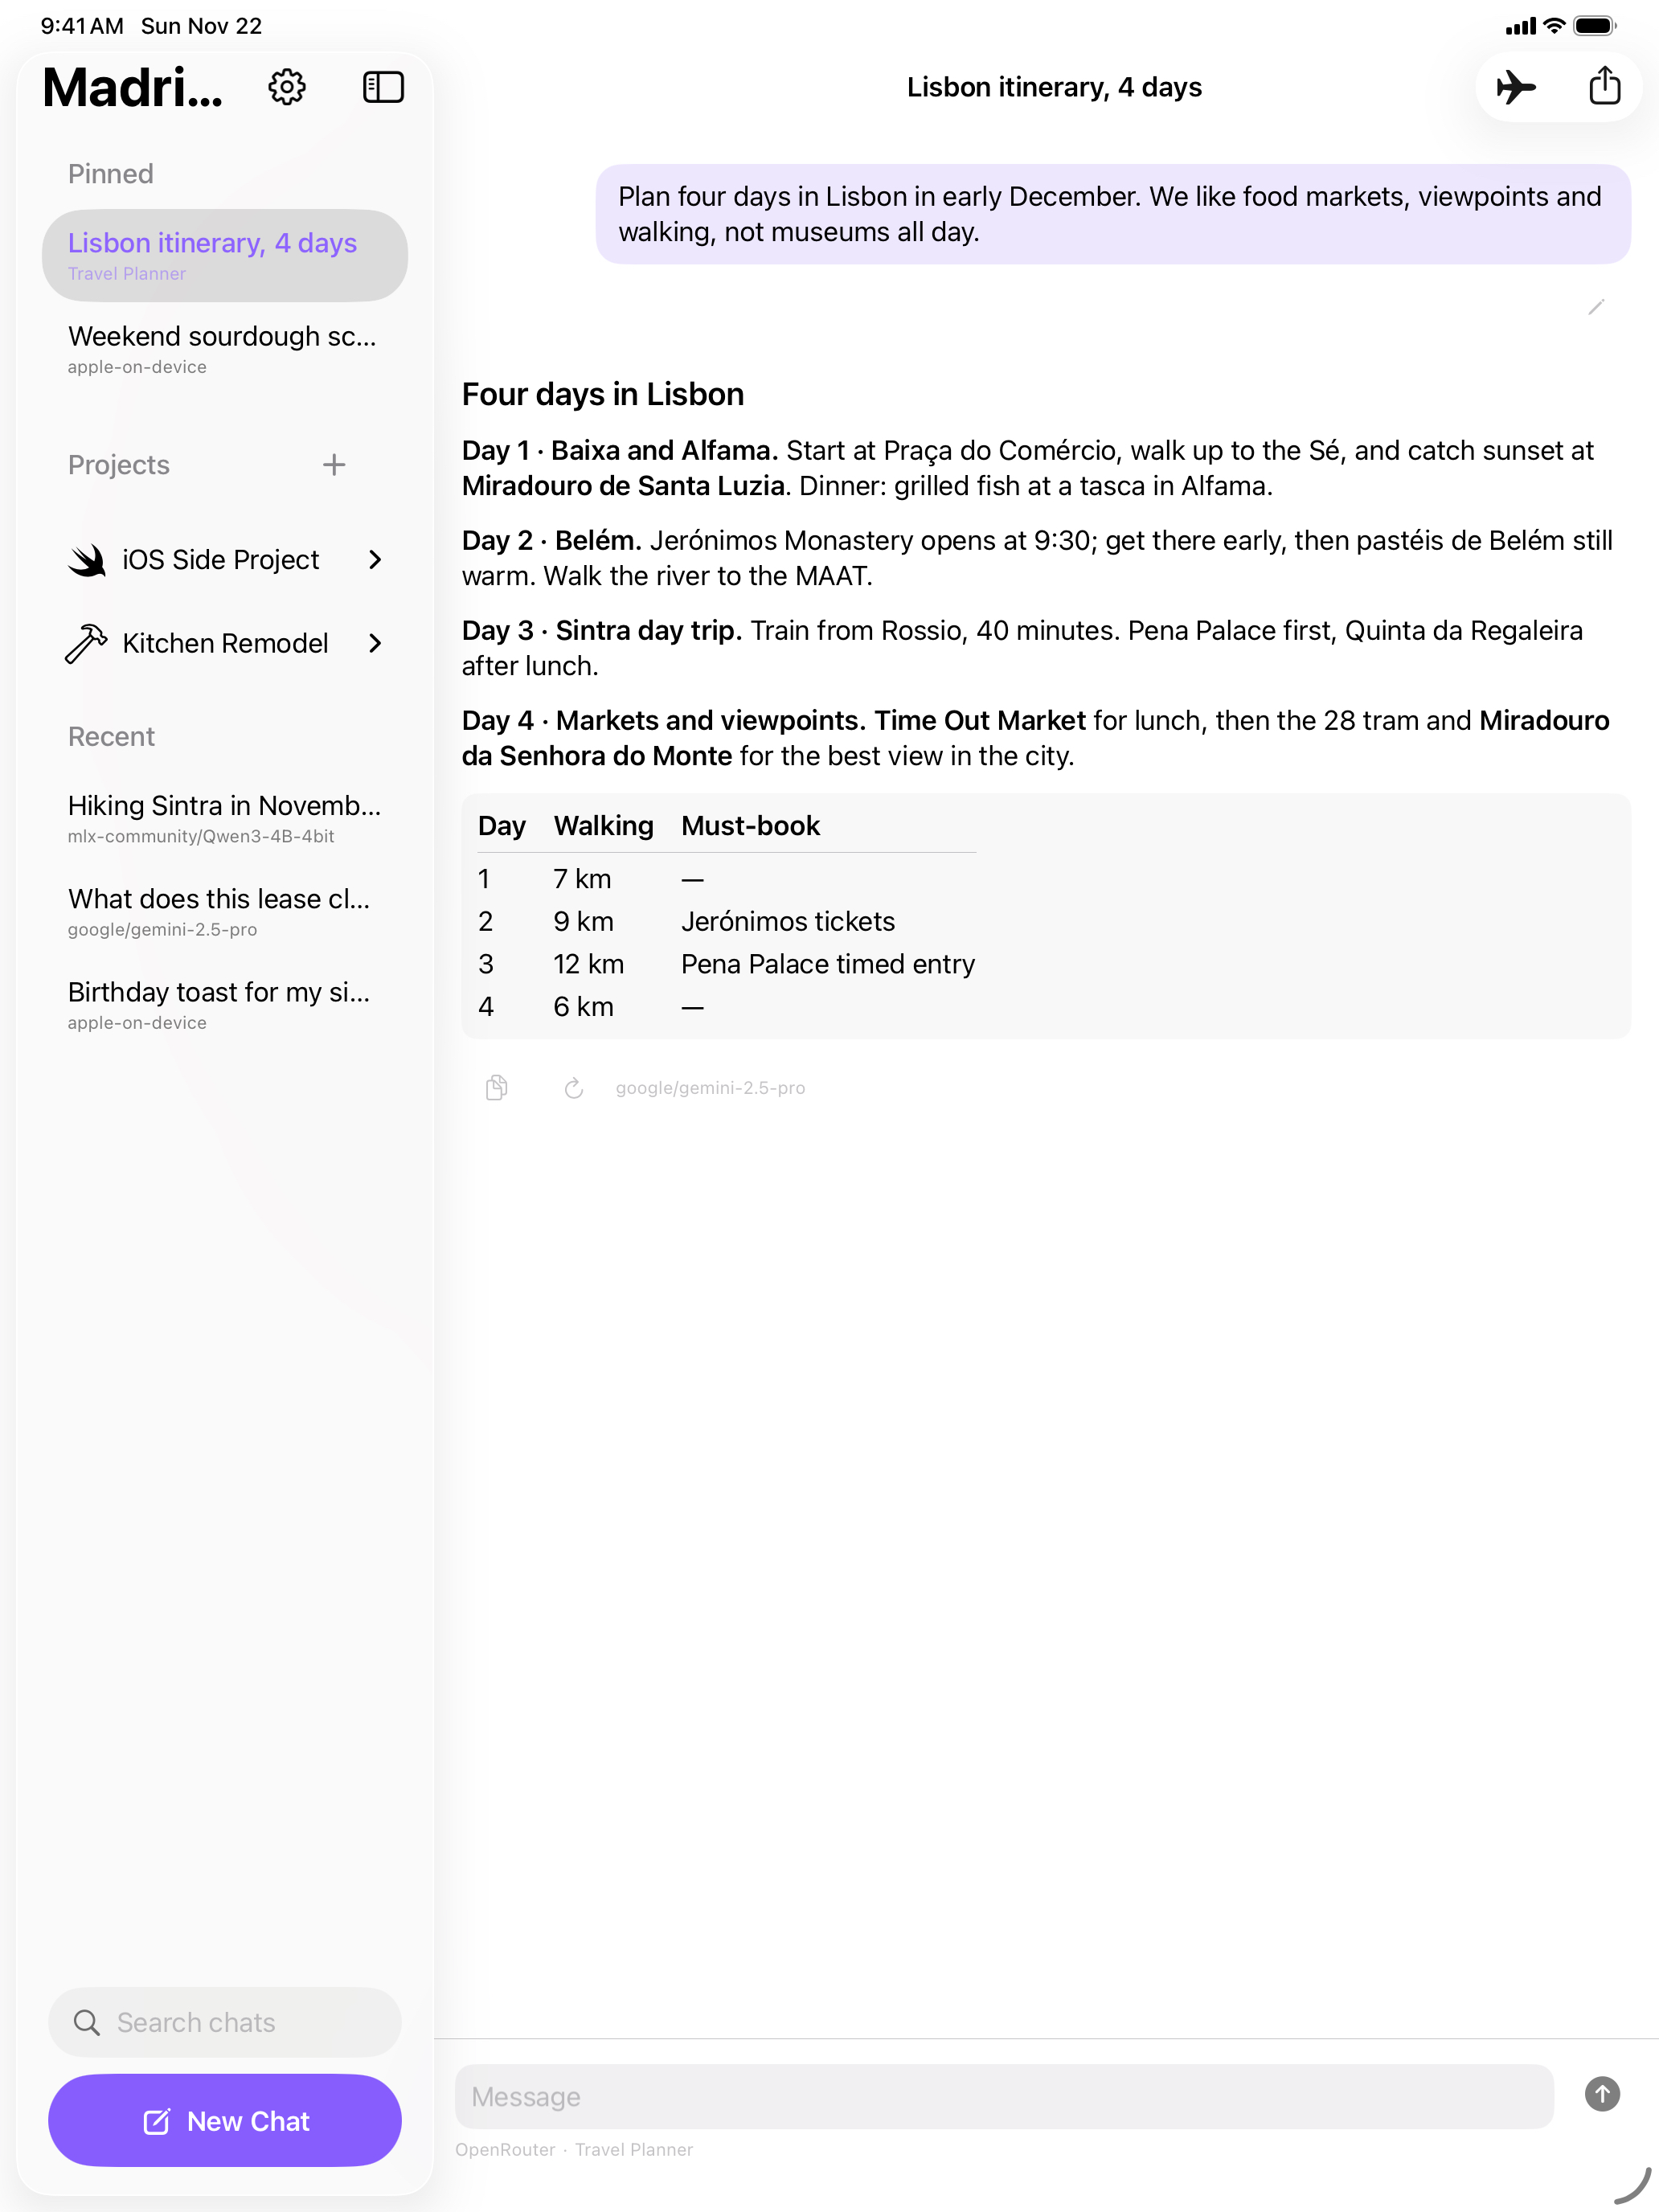 9:41 AM Sun Nov 22
Madri...
Pinned
Lisbon itinerary, 4 days
Travel Planner
Weekend sourdough sc...
apple-on-device
Projects
iOS Side Project
Kitchen Remodel
Recent
Hiking Sintra in Novemb...
mlx-community/Qwen3-4B-4bit
What does this lease cl...
google/gemini-2.5-pro
Birthday toast for my si...
apple-on-device
Search chats
New Chat
Lisbon itinerary, 4 days
Plan four days in Lisbon in early December. We like food markets, viewpoints and
walking, not museums all day.
Four days in Lisbon
Day 1 · Baixa and Alfama. Start at Praça do Comércio, walk up to the Sé, and catch sunset at
Miradouro de Santa Luzia. Dinner: grilled fish at a tasca in Alfama.
Day 2 · Belém. Jerónimos Monastery opens at 9:30; get there early, then pastéis de Belém still
warm. Walk the river to the MAAT.
Day 3 · Sintra day trip. Train from Rossio, 40 minutes. Pena Palace first, Quinta da Regaleira
after lunch.
Day 4 · Markets and viewpoints. Time Out Market for lunch, then the 28 tram and Miradouro
da Senhora do Monte for the best view in the city.
Day Walking Must-book
1 7 km —
2 9 km Jerónimos tickets
3 12 km Pena Palace timed entry
4 6 km —
google/gemini-2.5-pro
Message
OpenRouter · Travel Planner